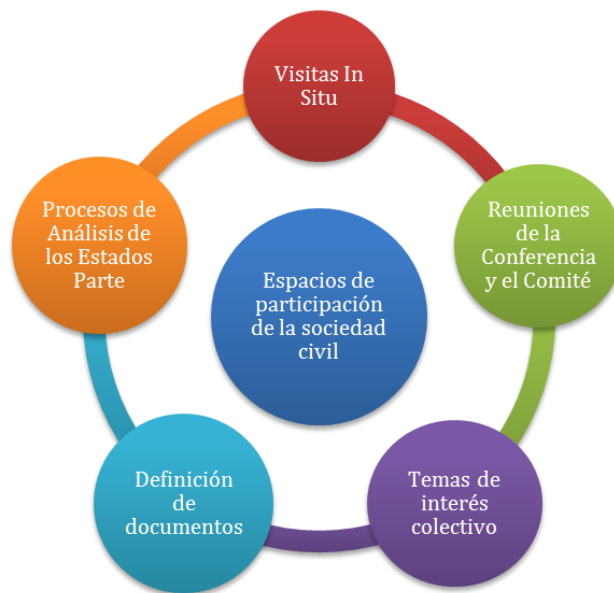 Visitas In
Situ
Reuniones
de la
Conferencia
y el Comité
Temas de
interés
colectivo
Definición
de
documentos
Procesos de
Análisis de
los Estados
Parte
Espacios de
participación
de la sociedad
civil